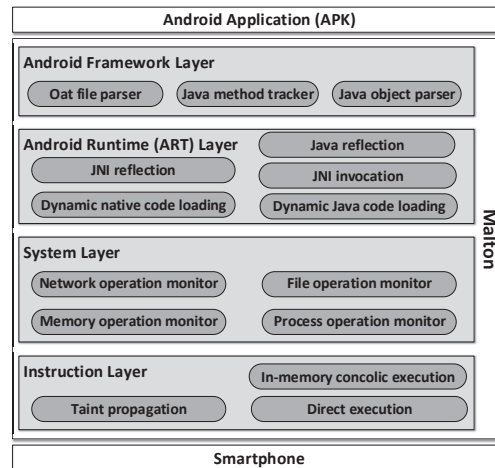 Android Application (APK)
Android Framework Layer
Oat file parser
Java method tracker
Java object parser
Android Runtime (ART) Layer
Java reflection
JNI reflection
JNI invocation
Dynamic native code loading
Dynamic Java code loading
System Layer
Network operation monitor
File operation monitor
Memory operation monitor
Process operation monitor
Instruction Layer
In-memory concolic execution
Taint propagation
Direct execution
Malton
Smartphone